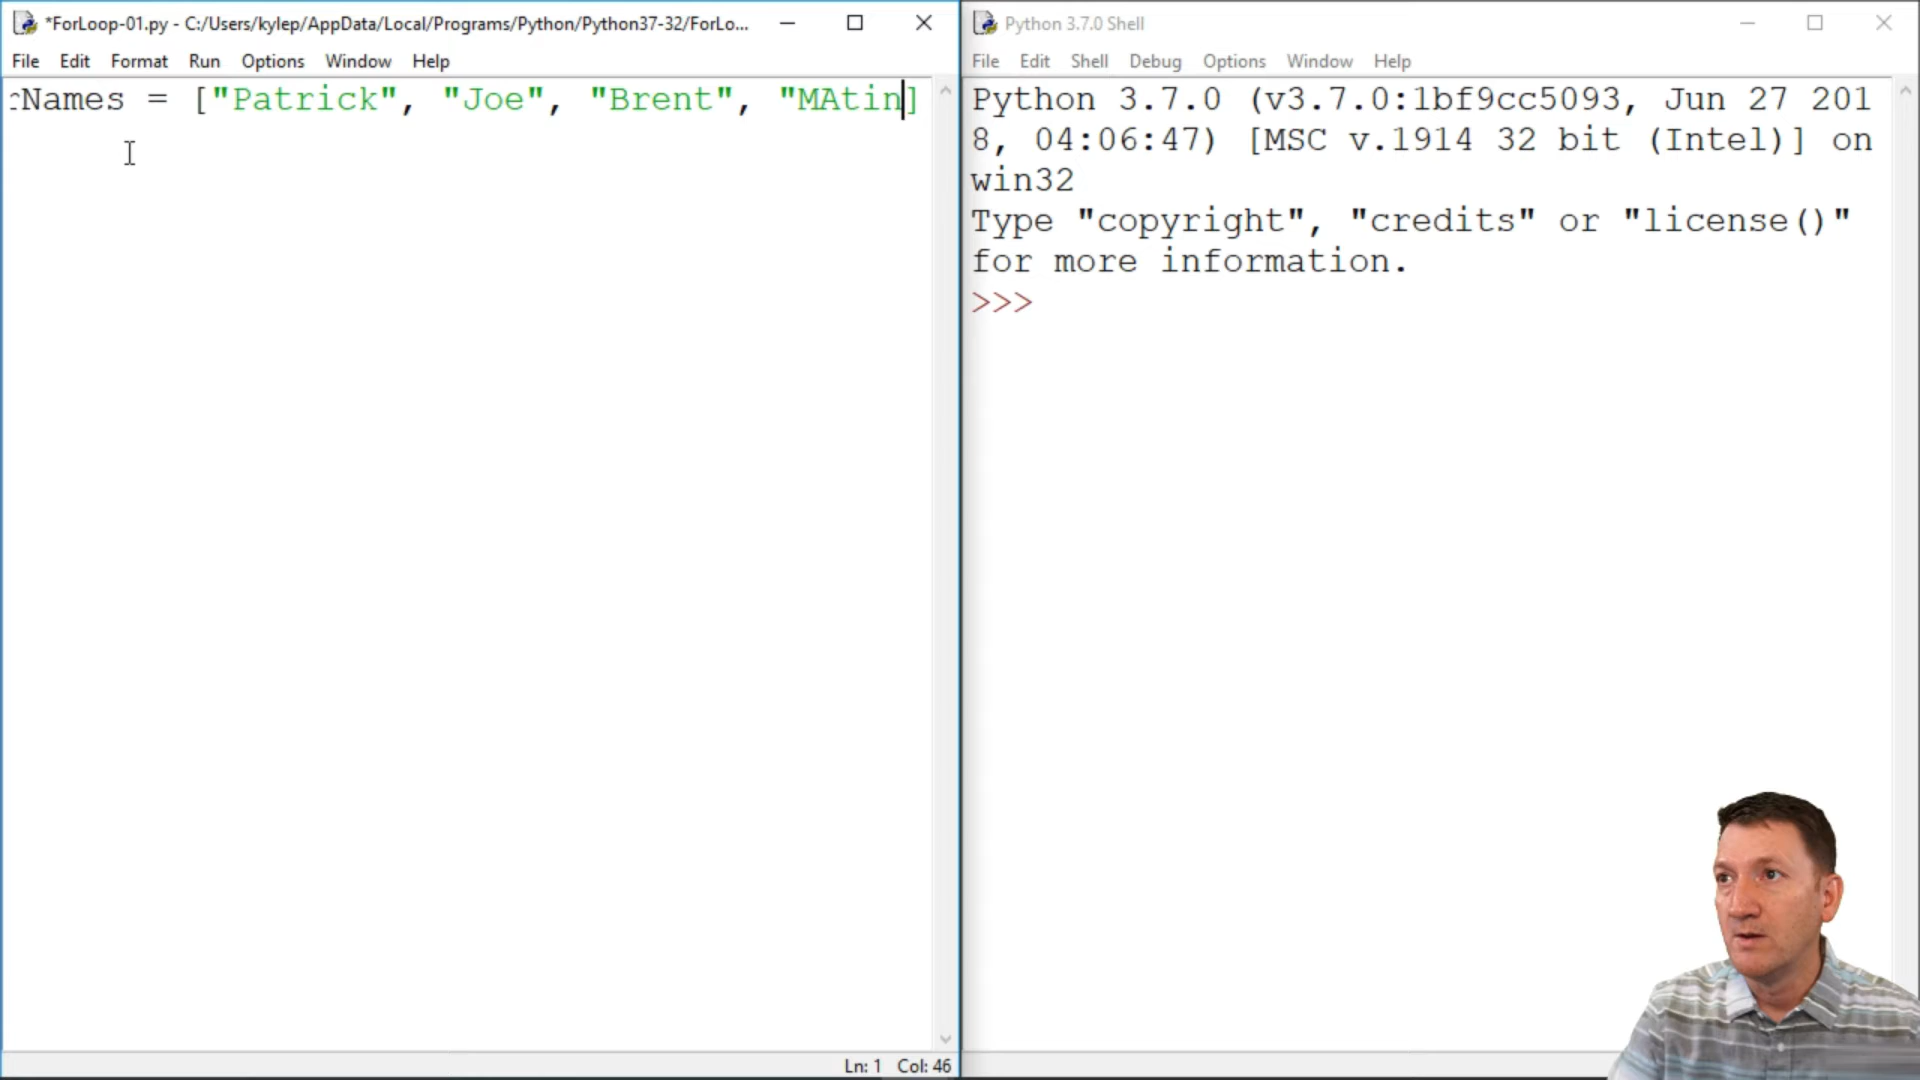 *ForLoop-01.py - C:/Users/kylep/AppData/Local/Programs/Python/Python37-32/ForLo...
File Edit Format Run Options Window Help
rNames = ["Patrick", "Joe", "Brent", "MAtin]
Ln: 1 Col: 46
Python 3.7.0 Shell
File Edit Shell Debug Options Window Help
Python 3.7.0 (v3.7.0:1bf9cc5093, Jun 27 201
8, 04:06:47) [MSC v.1914 32 bit (Intel)] on
win32
Type "copyright", "credits" or "license()"
for more information.
>>>